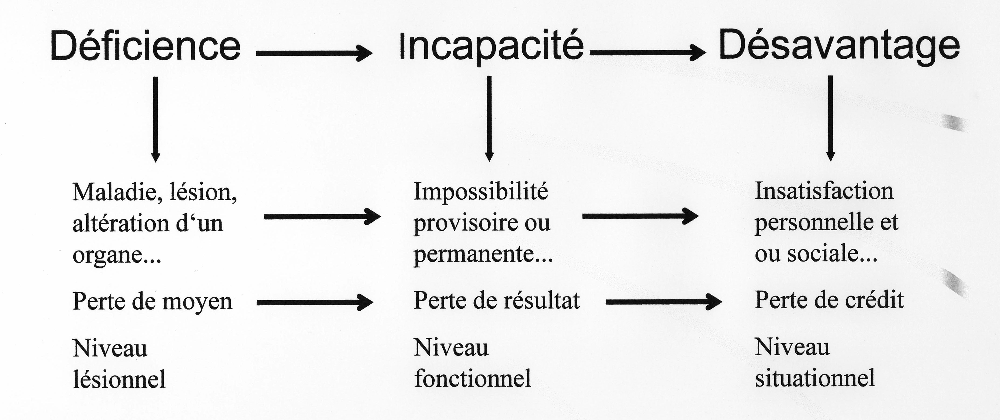 Déficience Incapacité Désavantage
Maladie, lésion,
altération d‘un
organe...
Impossibilité
provisoire ou
permanente...
Insatisfaction
personnelle et
ou sociale...
Perte de moyen Perte de résultat Perte de crédit
Niveau
lésionnel
Niveau
fonctionnel
Niveau
situationnel